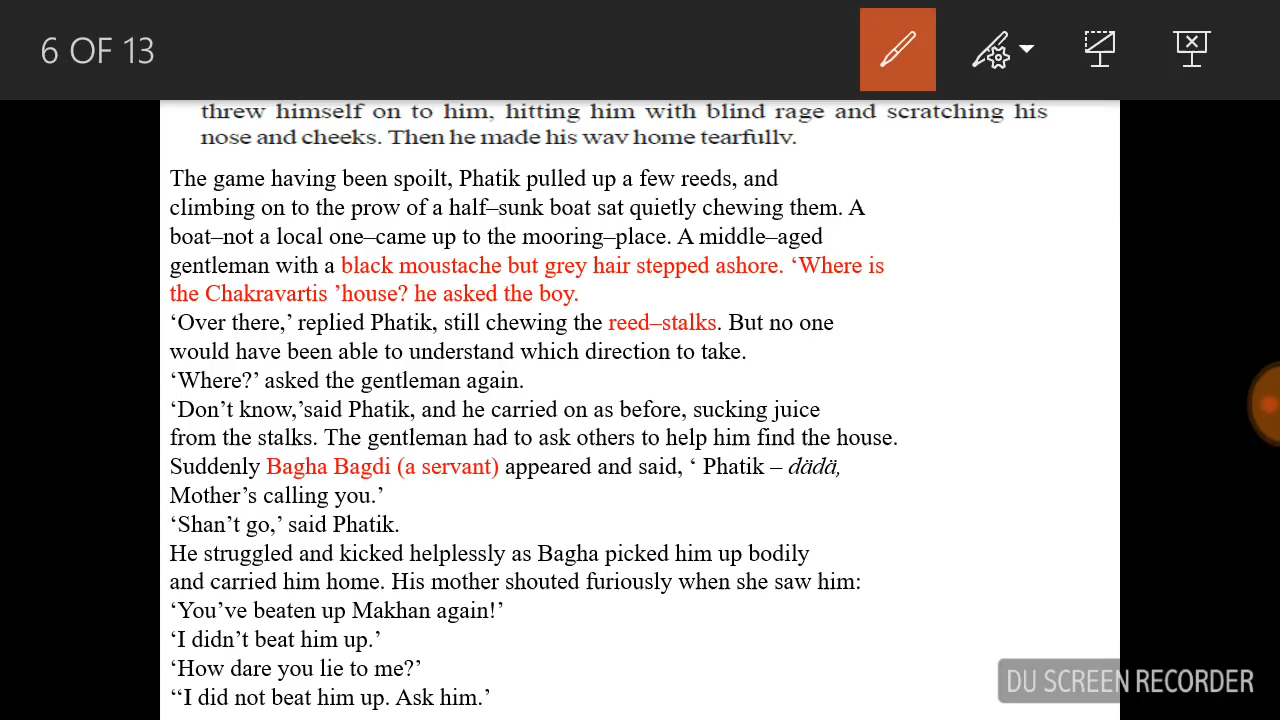 6 OF 13
threw himself on to him, hitting him with blind rage and scratching his
nose and cheeks. Then he made his way home tearfully.
The game having been spoilt, Phatik pulled up a few reeds, and
climbing on to the prow of a half–sunk boat sat quietly chewing them. A
boat–not a local one–came up to the mooring–place. A middle–aged
gentleman with a black moustache but grey hair stepped ashore. ‘Where is
the Chakravartis ’house? he asked the boy.
‘Over there,’ replied Phatik, still chewing the reed–stalks. But no one
would have been able to understand which direction to take.
‘Where?’ asked the gentleman again.
‘Don’t know,’said Phatik, and he carried on as before, sucking juice
from the stalks. The gentleman had to ask others to help him find the house.
Suddenly Bagha Bagdi (a servant) appeared and said, ‘ Phatik – dädä,
Mother’s calling you.’
‘Shan’t go,’ said Phatik.
He struggled and kicked helplessly as Bagha picked him up bodily
and carried him home. His mother shouted furiously when she saw him:
‘You’ve beaten up Makhan again!’
‘I didn’t beat him up.’
‘How dare you lie to me?’
‘‘I did not beat him up. Ask him.’
DU SCREEN RECORDER